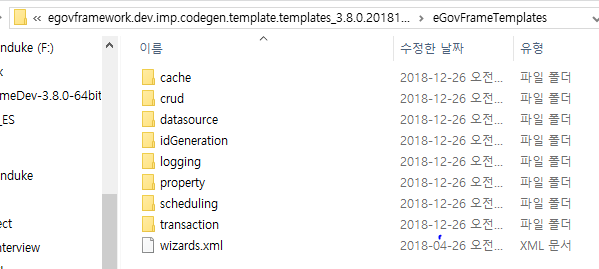 « egovframework.dev.imp.codegen.template.templates_3.8.0.20181... > eGovFrameTemplates
이름 수정한 날짜 유형
cache 2018-12-26 오전... 파일 폴더
crud 2018-12-26 오전... 파일 폴더
datasource 2018-12-26 오전... 파일 폴더
idGeneration 2018-12-26 오전... 파일 폴더
logging 2018-12-26 오전... 파일 폴더
property 2018-12-26 오전... 파일 폴더
scheduling 2018-12-26 오전... 파일 폴더
transaction 2018-12-26 오전... 파일 폴더
wizards.xml 2018-04-26 오전... XML 문서
nduke (F:)
x
meDev-3.8.0-64bit
_ES
nduke
ect
nterview